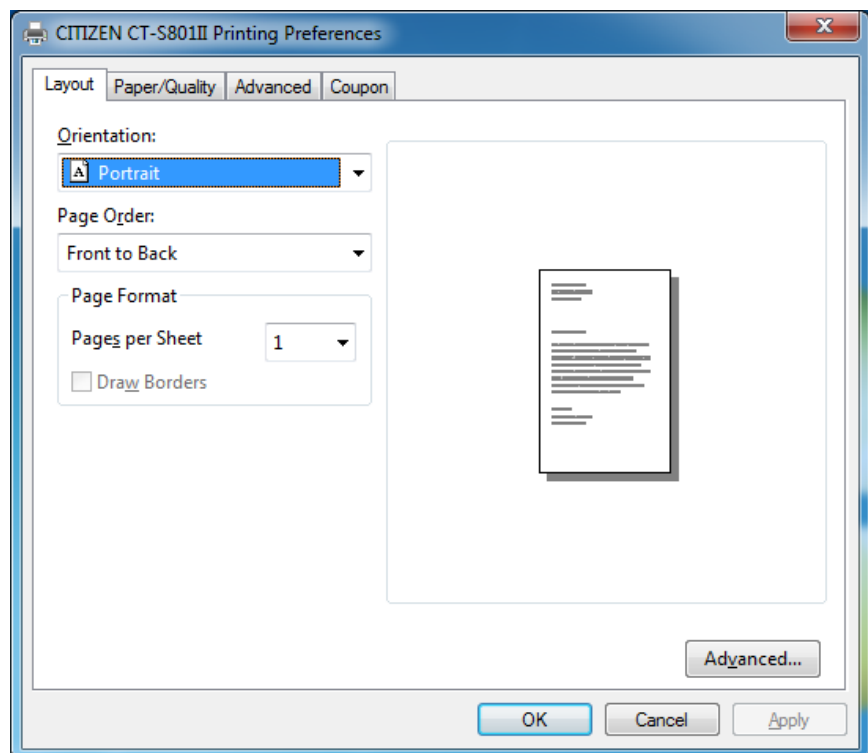 CITIZEN CT-S801II Printing Preferences
Layout Paper/Quality Advanced Coupon
Orientation:
A Portrait
Page Order:
Front to Back
Page Format
Pages per Sheet 1
Draw Borders
Advanced...
OK Cancel Apply